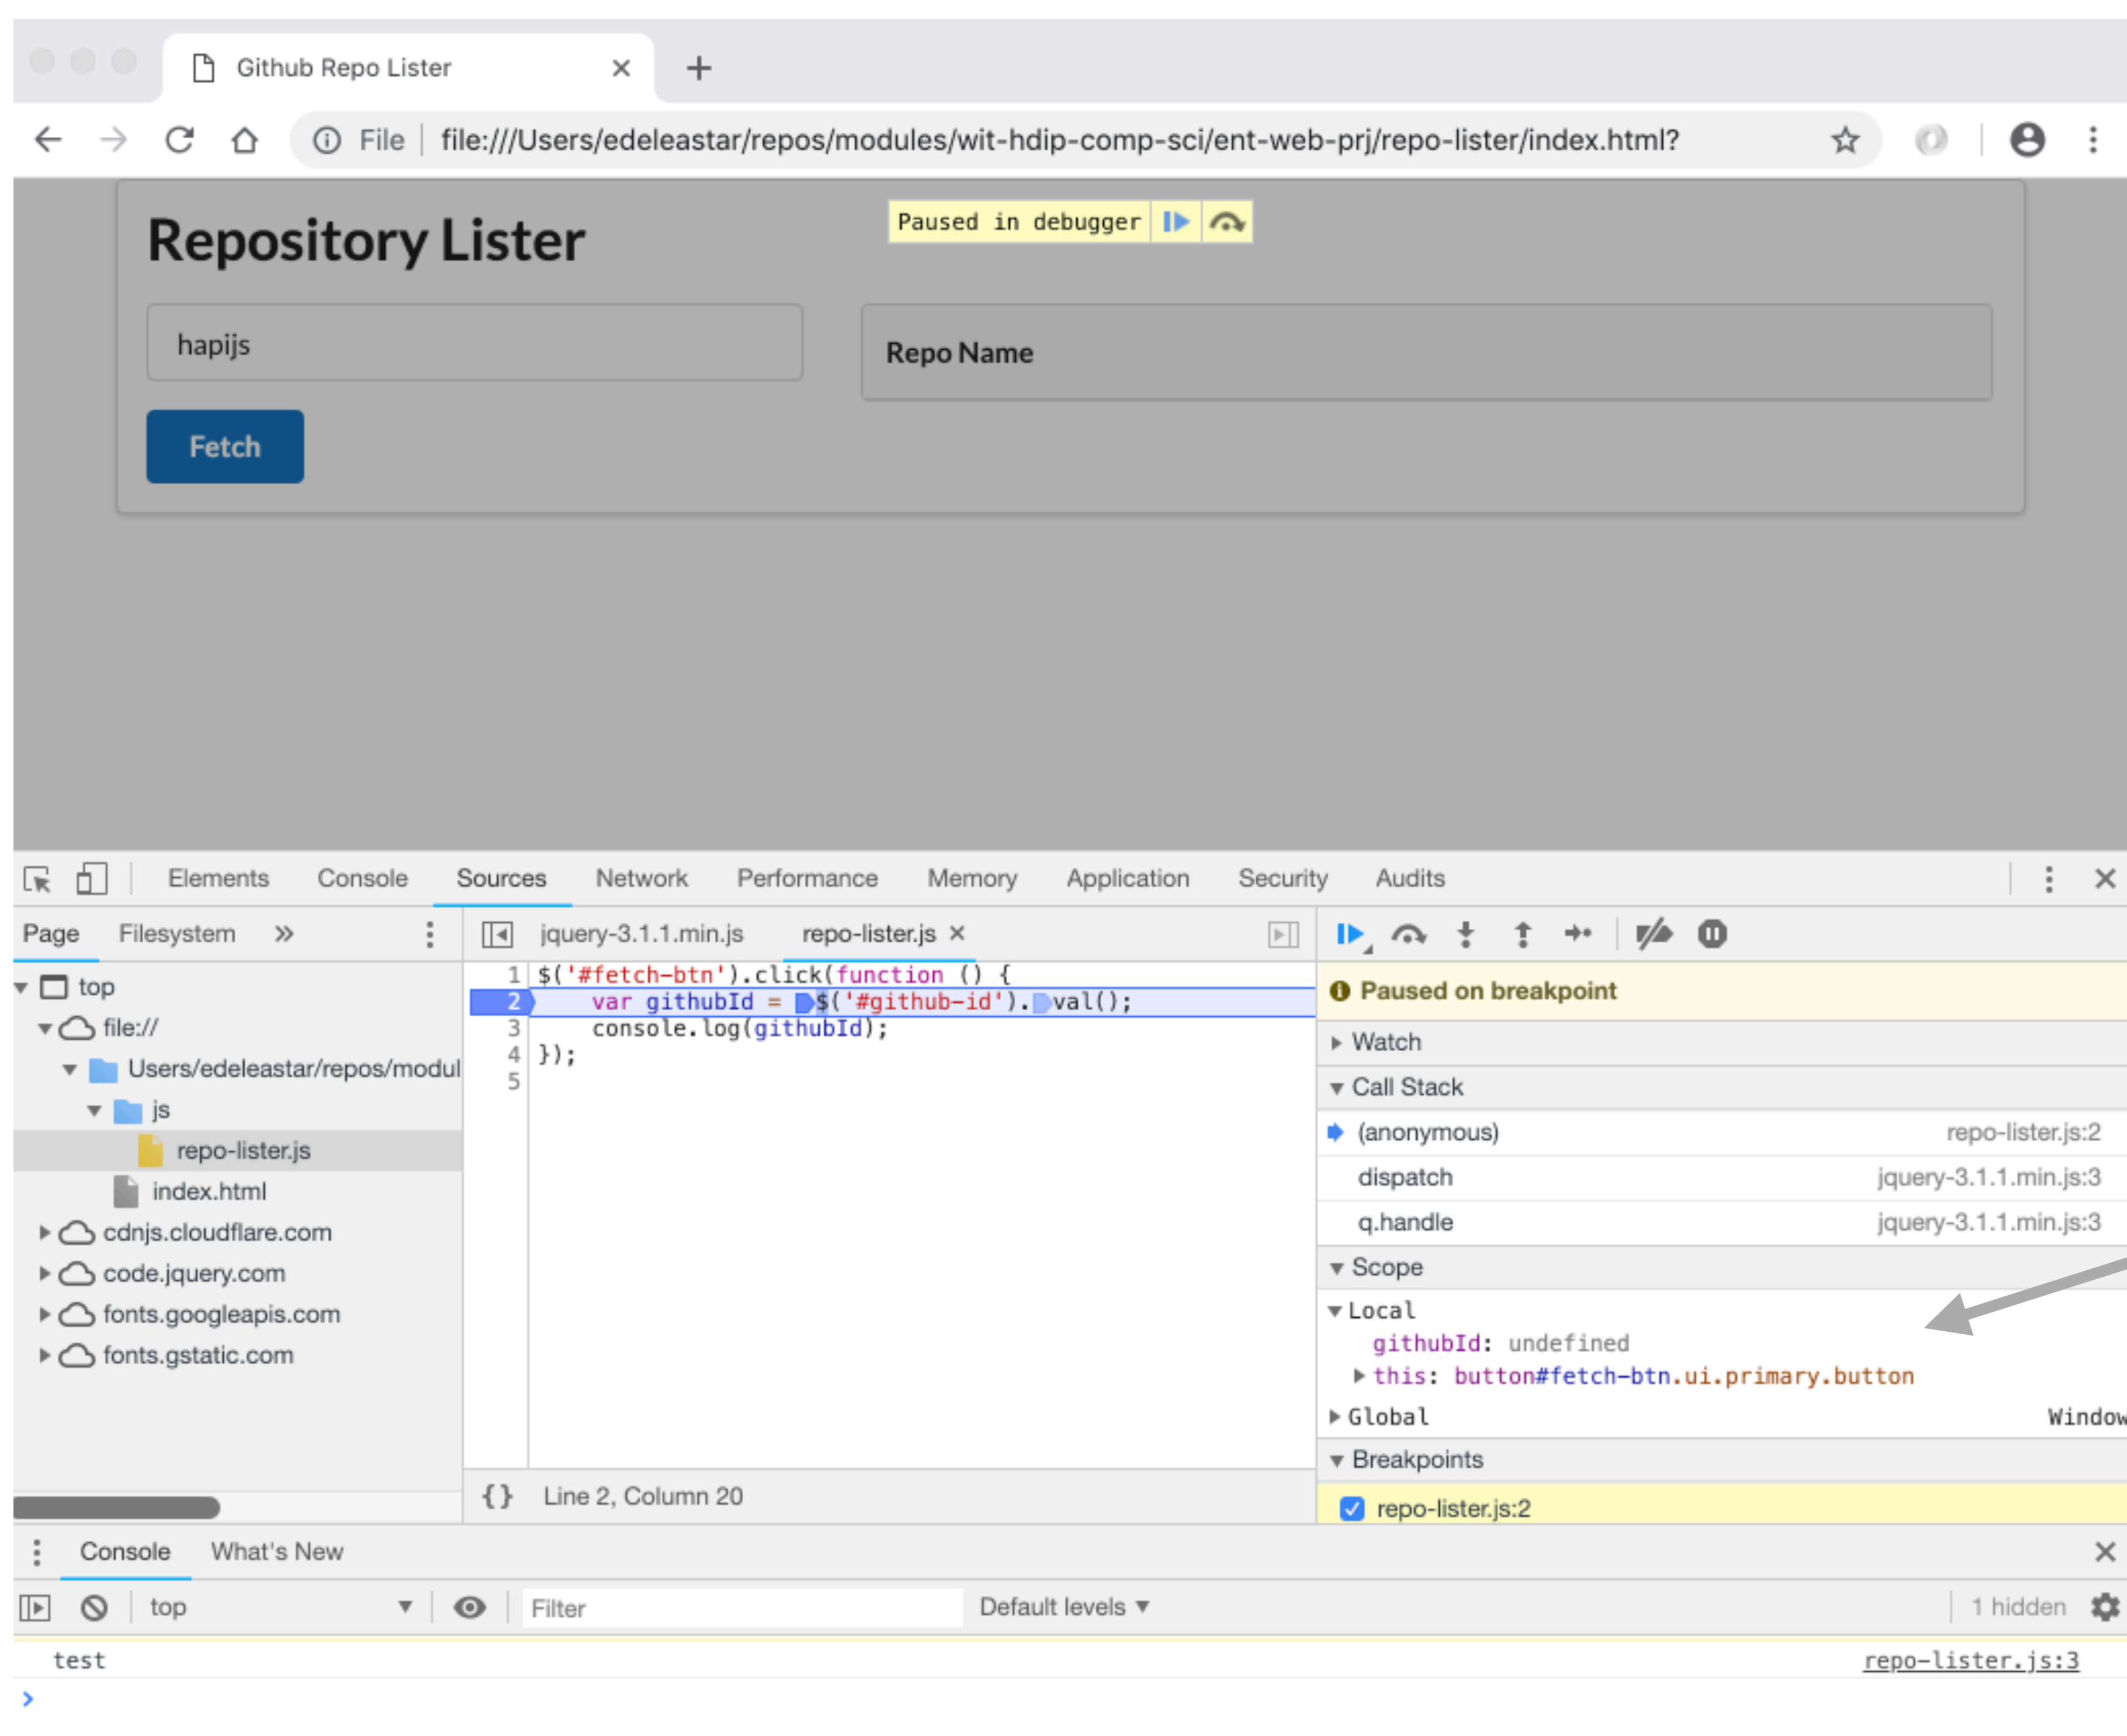 Github Repo Lister
File file:///Users/edeleastar/repos/modules/wit-hdip-comp-sci/ent-web-prj/repo-lister/index.html?
Paused in debugger
Repository Lister
hapijs
Repo Name
Fetch
Elements Console Sources Network Performance Memory Application Security Audits
Page Filesystem »
top
file://
Users/edeleastar/repos/modul
js
repo-lister.js
index.html
cdnjs.cloudflare.com
code.jquery.com
fonts.googleapis.com
fonts.gstatic.com
jquery-3.1.1.min.js repo-lister.js
1 $('#fetch-btn').click(function () {
2 var githubId = $('#github-id').val();
3 console.log(githubId);
4 });
5
{} Line 2, Column 20
Paused on breakpoint
Watch
Call Stack
(anonymous) repo-lister.js:2
dispatch jquery-3.1.1.min.js:3
q.handle jquery-3.1.1.min.js:3
Scope
Local
githubId: undefined
this: button#fetch-btn.ui.primary.button
Global Window
Breakpoints
repo-lister.js:2
Console What's New
top Filter Default levels 1 hidden
test repo-lister.js:3